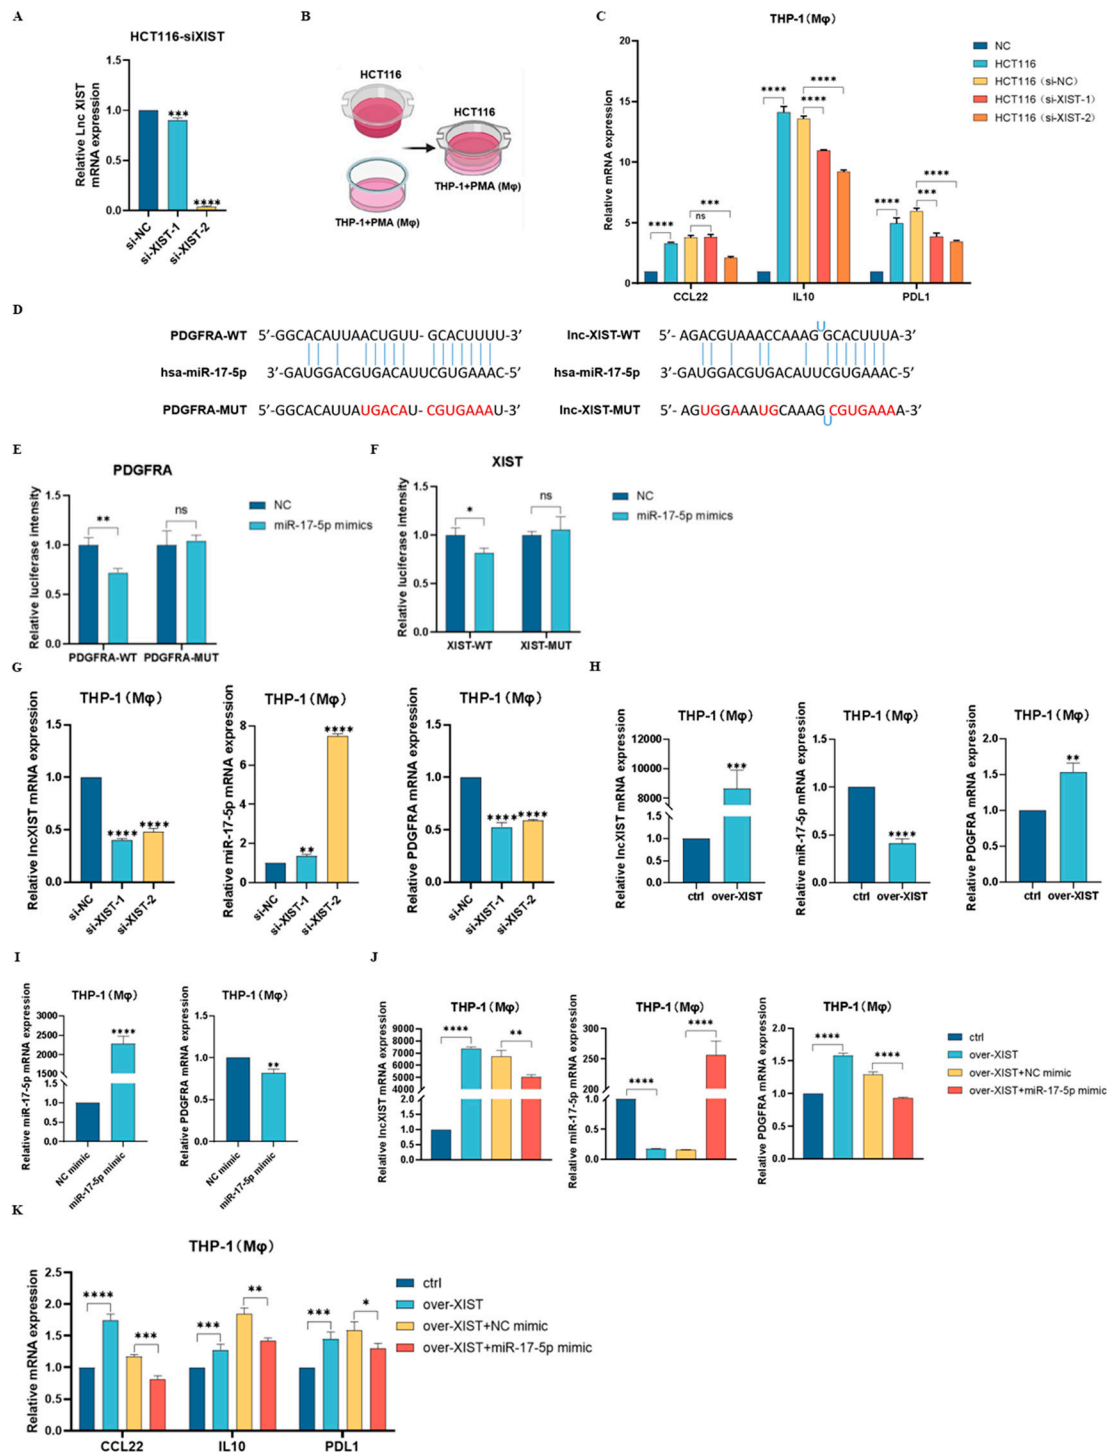 A
HCT116-siXIST
Relative Lnc XIST
mRNA expression
1.5
1.0
0.5
0.0
***
****
si-NC
si-XIST-1
si-XIST-2
B
HCT116
HCT116
THP-1+PMA (Mφ)
THP-1+PMA (Mφ)
C
THP-1(Mφ)
Relative mRNA expression
20
15
10
5
0
****
ns
***
****
****
****
****
***
****
CCL22
IL10
PDL1
NC
HCT116
HCT116 (si-NC)
HCT116 (si-XIST-1)
HCT116 (si-XIST-2)
D
PDGFRA-WT 5′-GGCACAUUAACUGUU- GCACUUUU-3′
hsa-miR-17-5p 3′-GAUGGACGUGACAUUCGUGAAAC-5′
PDGFRA-MUT 5′-GGCACAUUAUGACAU- CGUGAAAU-3′
lnc-XIST-WT 5′- AGACGUAAACCAAAGUGCACUUUA-3′
hsa-miR-17-5p 3′-GAUGGACGUGACAUUCGUGAAAC-5′
lnc-XIST-MUT 5′- AGUGGAAAUGCAAAGUCGUGAAAA-3′
E
PDGFRA
Relative luciferase intensity
1.5
1.0
0.5
0.0
**
ns
PDGFRA-WT
PDGFRA-MUT
NC
miR-17-5p mimics
F
XIST
Relative luciferase intensity
1.5
1.0
0.5
0.0
*
ns
XIST-WT
XIST-MUT
NC
miR-17-5p mimics
G
THP-1(Mφ)
Relative lncXIST mRNA expression
1.5
1.0
0.5
0.0
****
****
si-NC
si-XIST-1
si-XIST-2
THP-1(Mφ)
Relative miR-17-5p mRNA expression
8
6
4
2
0
**
****
si-NC
si-XIST-1
si-XIST-2
THP-1(Mφ)
Relative PDGFRA mRNA expression
1.5
1.0
0.5
0.0
****
****
si-NC
si-XIST-1
si-XIST-2
H
THP-1(Mφ)
Relative lncXIST mRNA expression
12000
10000
8000
1.5
1.0
0.5
0.0
***
ctrl
over-XIST
THP-1(Mφ)
Relative miR-17-5p mRNA expression
1.5
1.0
0.5
0.0
****
ctrl
over-XIST
THP-1(Mφ)
Relative PDGFRA mRNA expression
2.0
1.5
1.0
0.5
0.0
**
ctrl
over-XIST
I
THP-1(Mφ)
Relative miR-17-5p mRNA expression
3000
2500
2000
1500
1.5
1.0
0.5
0.0
****
NC mimic
miR-17-5p mimic
THP-1(Mφ)
Relative PDGFRA mRNA expression
1.5
1.0
0.5
0.0
**
NC mimic
miR-17-5p mimic
J
THP-1(Mφ)
Relative lncXIST mRNA expression
9000
8000
7000
6000
5000
4000
2.0
1.5
1.0
0.5
0.0
****
**
THP-1(Mφ)
Relative miR-17-5p mRNA expression
300
250
200
150
1.0
0.5
0.0
****
****
THP-1(Mφ)
Relative PDGFRA mRNA expression
2.0
1.5
1.0
0.5
0.0
****
****
ctrl
over-XIST
over-XIST+NC mimic
over-XIST+miR-17-5p mimic
K
THP-1(Mφ)
Relative mRNA expression
2.5
2.0
1.5
1.0
0.5
0.0
****
***
***
**
***
*
CCL22
IL10
PDL1
ctrl
over-XIST
over-XIST+NC mimic
over-XIST+miR-17-5p mimic